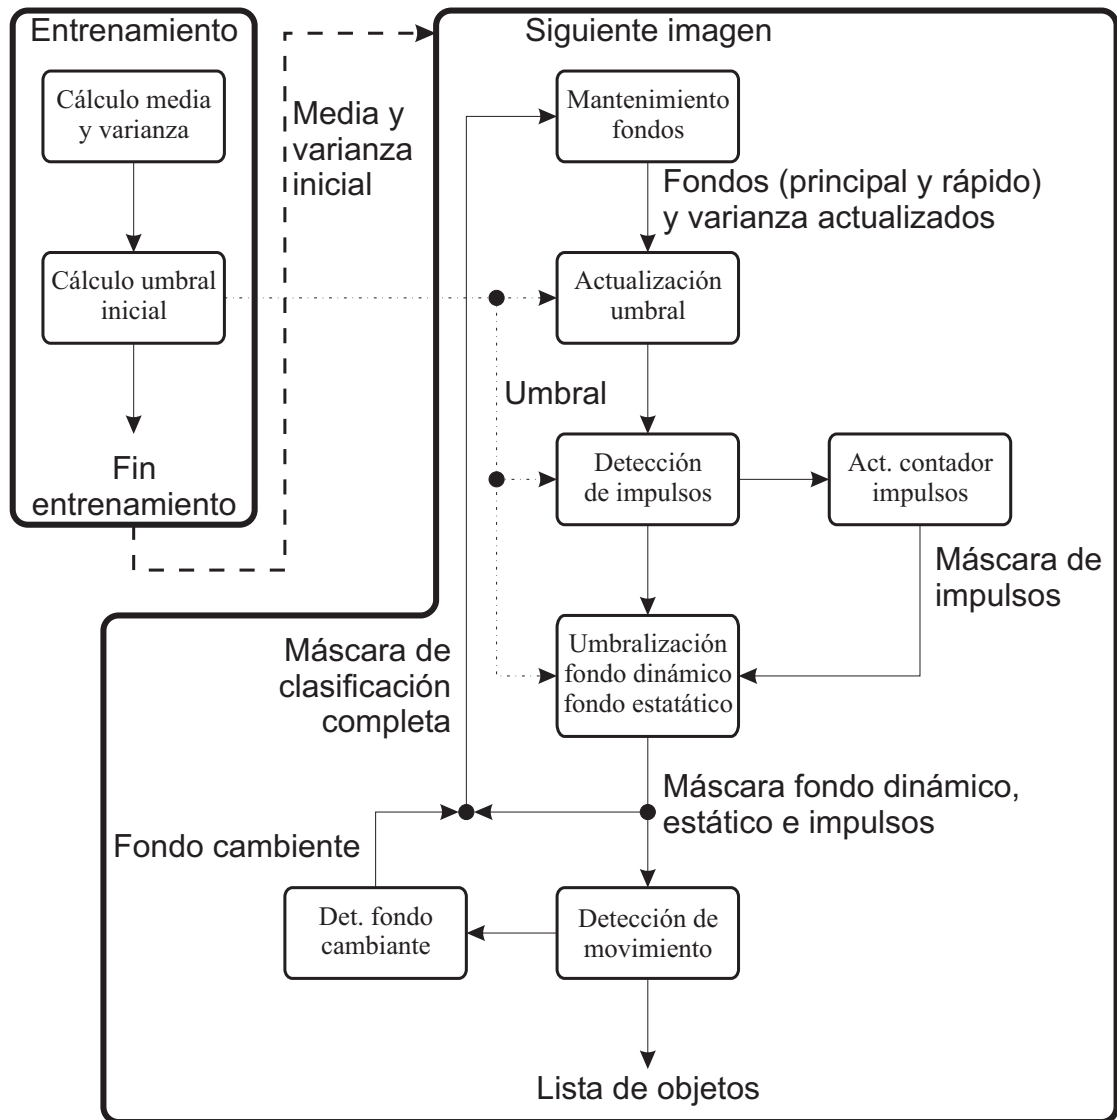 Entrenamiento
Cálculo media
y varianza
Cálculo umbral
inicial
Fin
entrenamiento
Media y
varianza
inicial
Siguiente imagen
Mantenimiento
fondos
Fondos (principal y rápido)
y varianza actualizados
Actualización
umbral
Umbral
Detección
de impulsos
Act. contador
impulsos
Máscara de
impulsos
Umbralización
fondo dinámico
fondo estatático
Máscara de
clasificación
completa
Máscara fondo dinámico,
estático e impulsos
Fondo cambiente
Det. fondo
cambiante
Detección de
movimiento
Lista de objetos